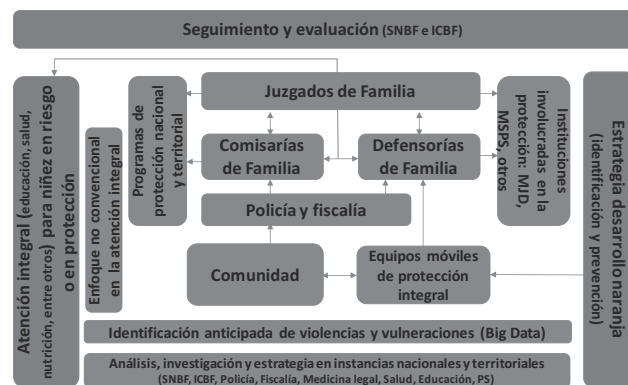 Seguimiento y evaluación (SNBF e ICBF)
Atención integral (educación, salud,
nutrición, entre otros) para niñez en riesgo
o en protección
Enfoque no convencional
en la atención integral
Programas de
protección nacional
y territorial
Juzgados de Familia
Comisarías
de Familia
Defensorías
de Familia
Policía y fiscalía
Comunidad
Equipos móviles
de protección
integral
Instituciones
involucradas en la
protección: MJD,
MSPS, otros
Estrategia desarrollo naranja
(identificación y prevención)
Identificación anticipada de violencias y vulneraciones (Big Data)
Análisis, investigación y estrategia en instancias nacionales y territoriales
(SNBF, ICBF, Policía, Fiscalía, Medicina legal, Salud, Educación, PS)